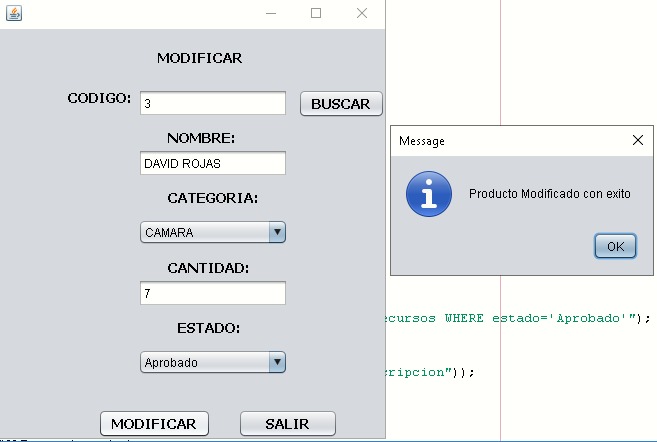 MODIFICAR
CODIGO: 3 BUSCAR
NOMBRE:
DAVID ROJAS
CATEGORIA:
CAMARA
CANTIDAD:
7
ESTADO:
Aprobado
MODIFICAR SALIR
Message
Producto Modificado con exito
OK
ecursos WHERE estado='Aprobado'");
cripcion"));